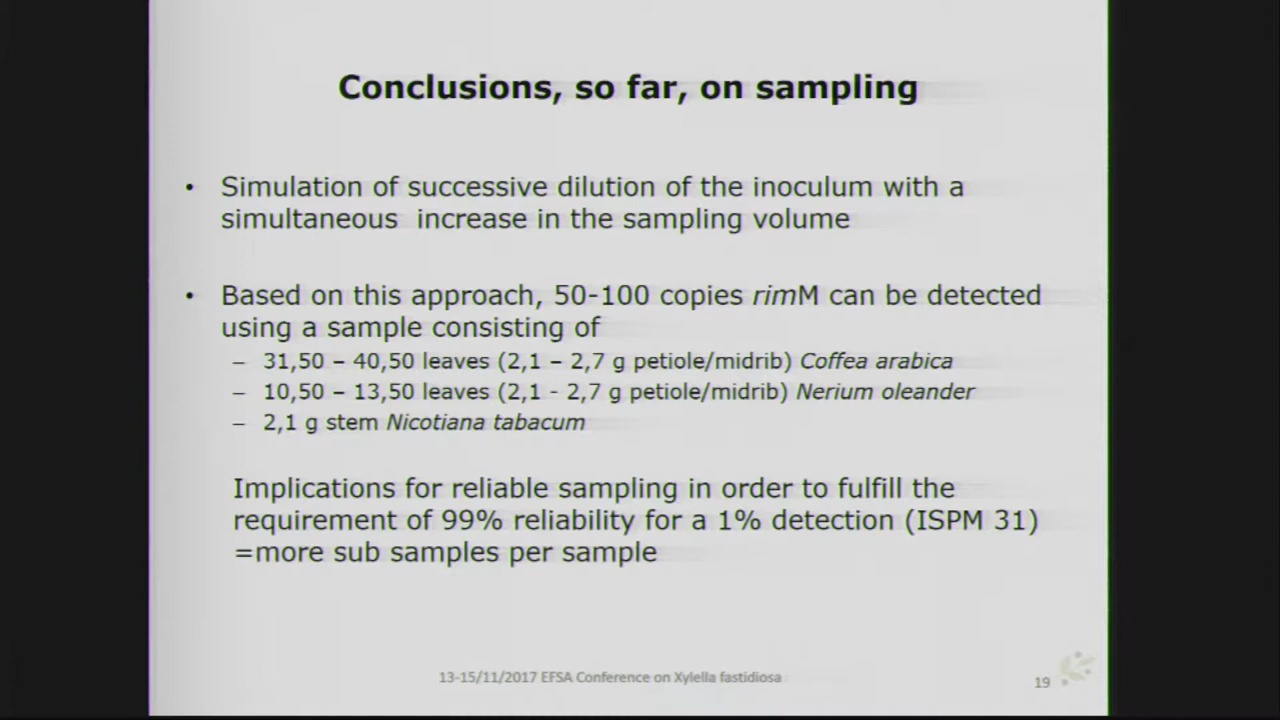 Conclusions, so far, on sampling
• Simulation of successive dilution of the inoculum with a
simultaneous increase in the sampling volume
• Based on this approach, 50-100 copies rimM can be detected
using a sample consisting of
– 31,50 – 40,50 leaves (2,1 – 2,7 g petiole/midrib) Coffea arabica
– 10,50 – 13,50 leaves (2,1 - 2,7 g petiole/midrib) Nerium oleander
– 2,1 g stem Nicotiana tabacum
Implications for reliable sampling in order to fulfill the
requirement of 99% reliability for a 1% detection (ISPM 31)
=more sub samples per sample
13-15/11/2017 EFSA Conference on Xylella fastidiosa
19